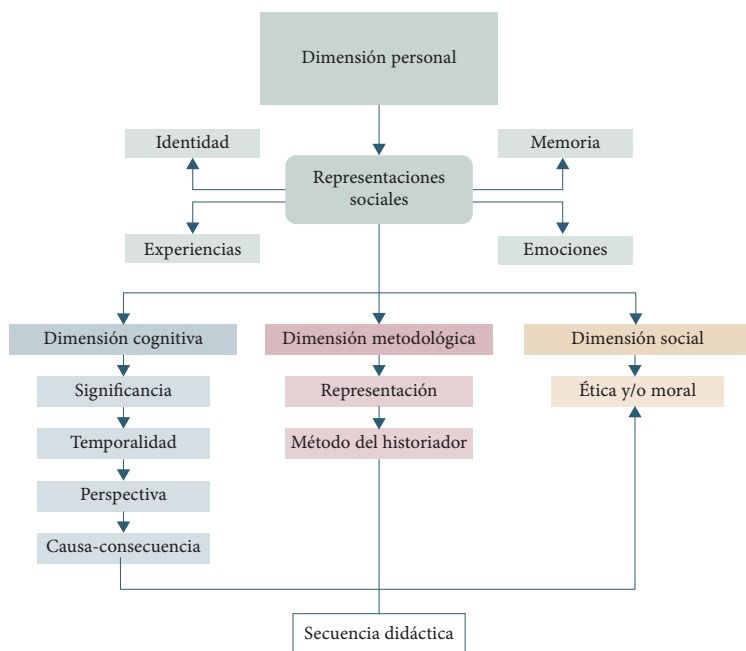 Dimensión personal
Identidad
Memoria
Representaciones
sociales
Experiencias
Emociones
Dimensión cognitiva
Dimensión metodológica
Dimensión social
Significancia
Representación
Ética y/o moral
Temporalidad
Método del historiador
Perspectiva
Causa-consecuencia
Secuencia didáctica